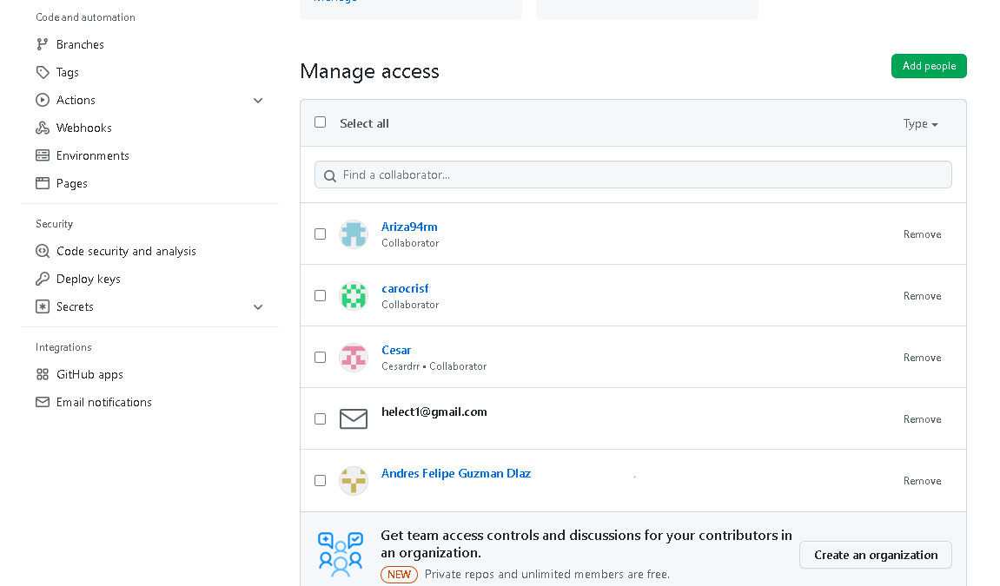 Code and automation
Branches
Tags
Actions
Webhooks
Environments
Pages
Security
Code security and analysis
Deploy keys
Secrets
Integrations
GitHub apps
Email notifications
Manage access
Add people
Select all
Type
Find a collaborator...
Ariza94rm
Collaborator
Remove
carocrisf
Collaborator
Remove
Cesar
Cesardrr • Collaborator
Remove
helect1@gmail.com
Remove
Andres Felipe Guzman DIaz
Remove
Get team access controls and discussions for your contributors in
an organization.
NEW Private repos and unlimited members are free.
Create an organization